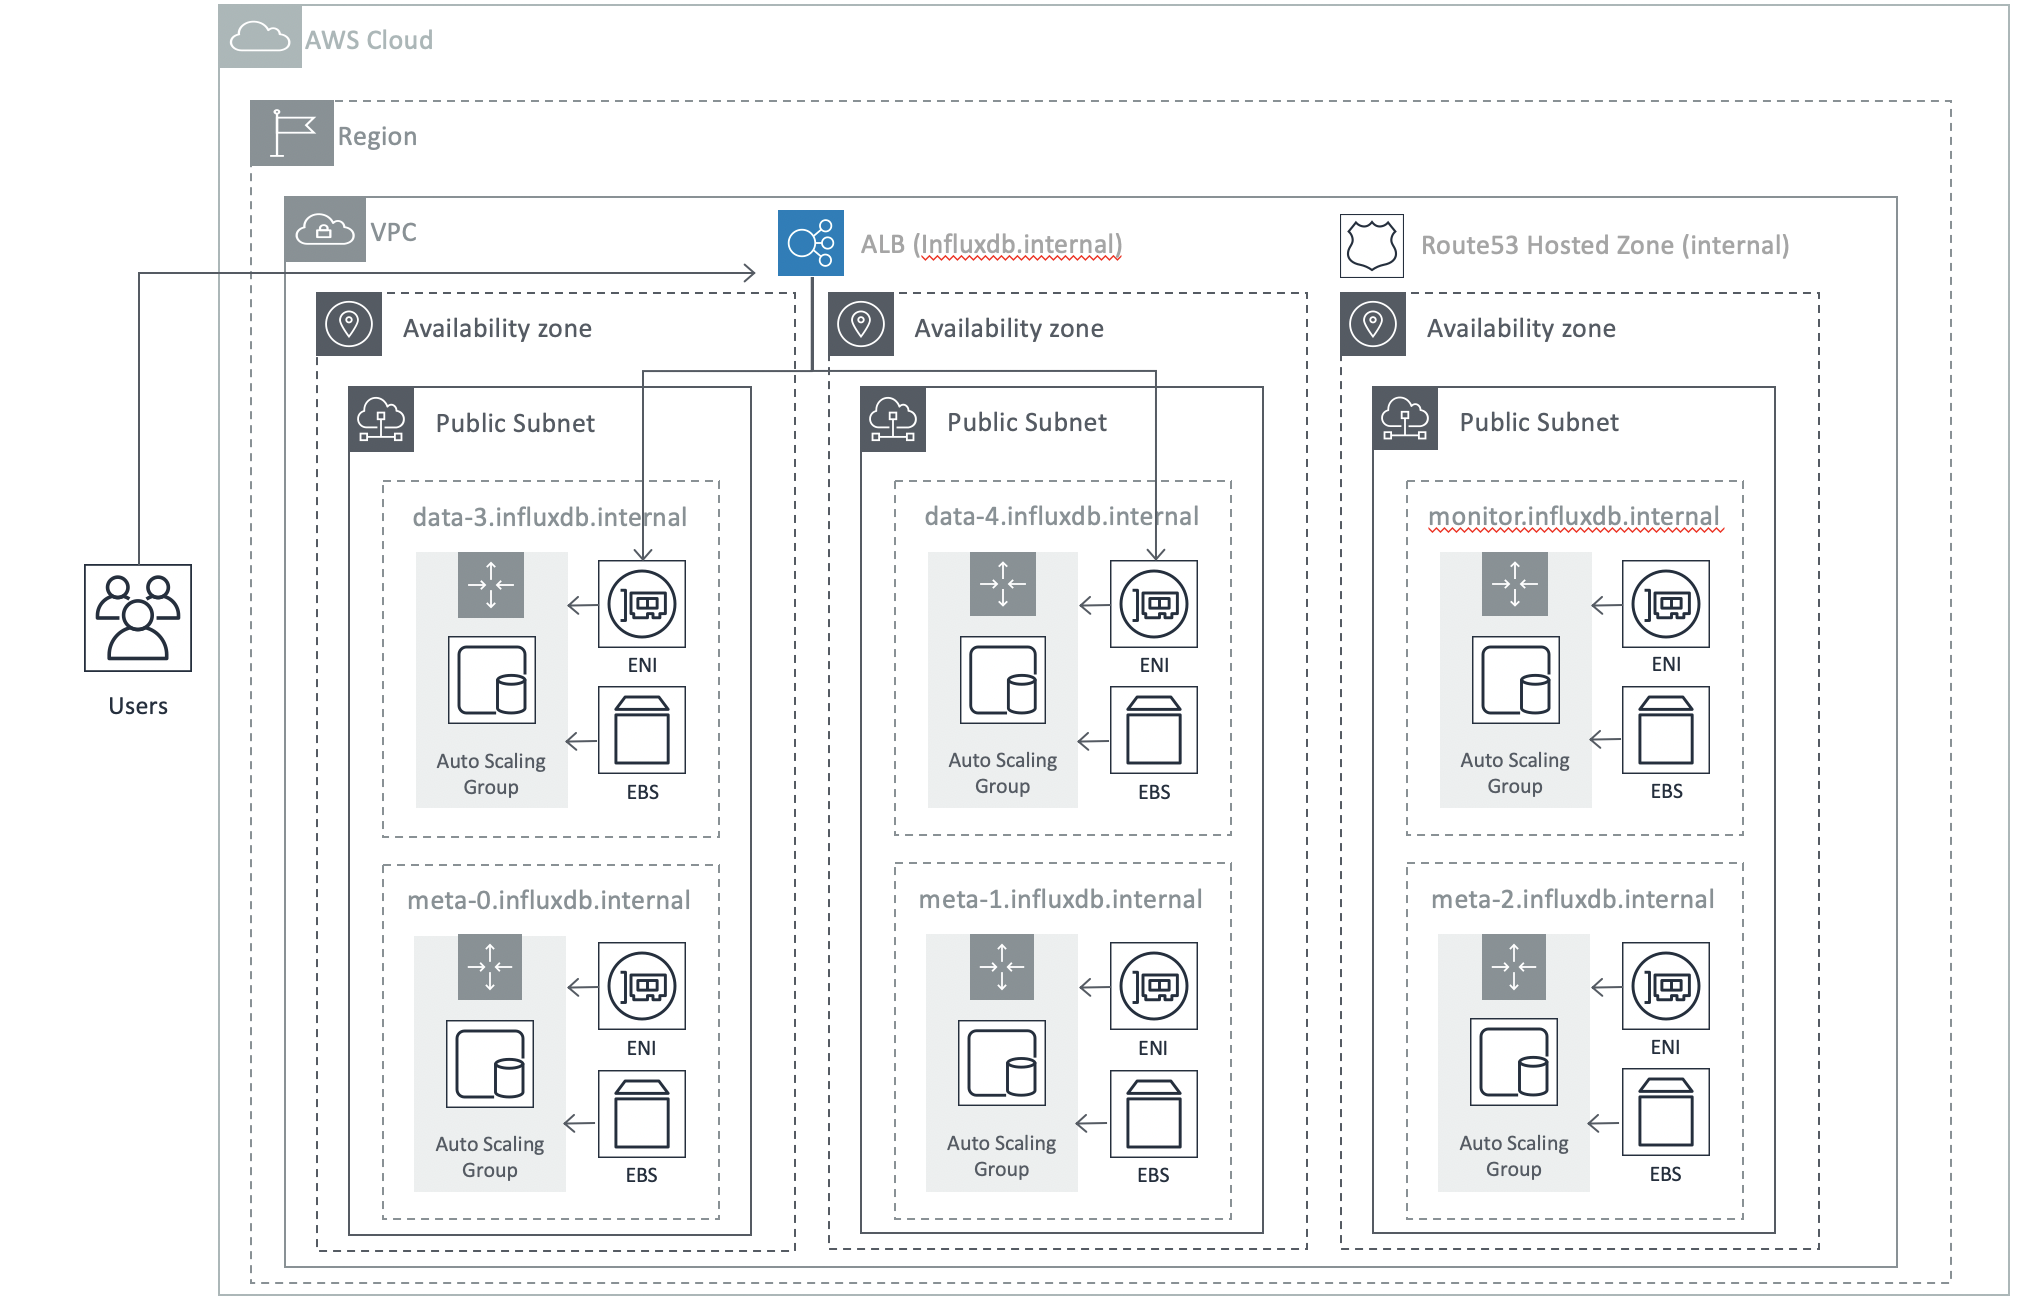 AWS Cloud
Region
VPC
ALB (Influxdb.internal)
Route53 Hosted Zone (internal)
Availability zone
Availability zone
Availability zone
Public Subnet
Public Subnet
Public Subnet
data-3.influxdb.internal
data-4.influxdb.internal
monitor.influxdb.internal
ENI
ENI
ENI
Users
Auto Scaling
Group
EBS
Auto Scaling
Group
EBS
Auto Scaling
Group
EBS
meta-0.influxdb.internal
meta-1.influxdb.internal
meta-2.influxdb.internal
ENI
ENI
ENI
Auto Scaling
Group
EBS
Auto Scaling
Group
EBS
Auto Scaling
Group
EBS